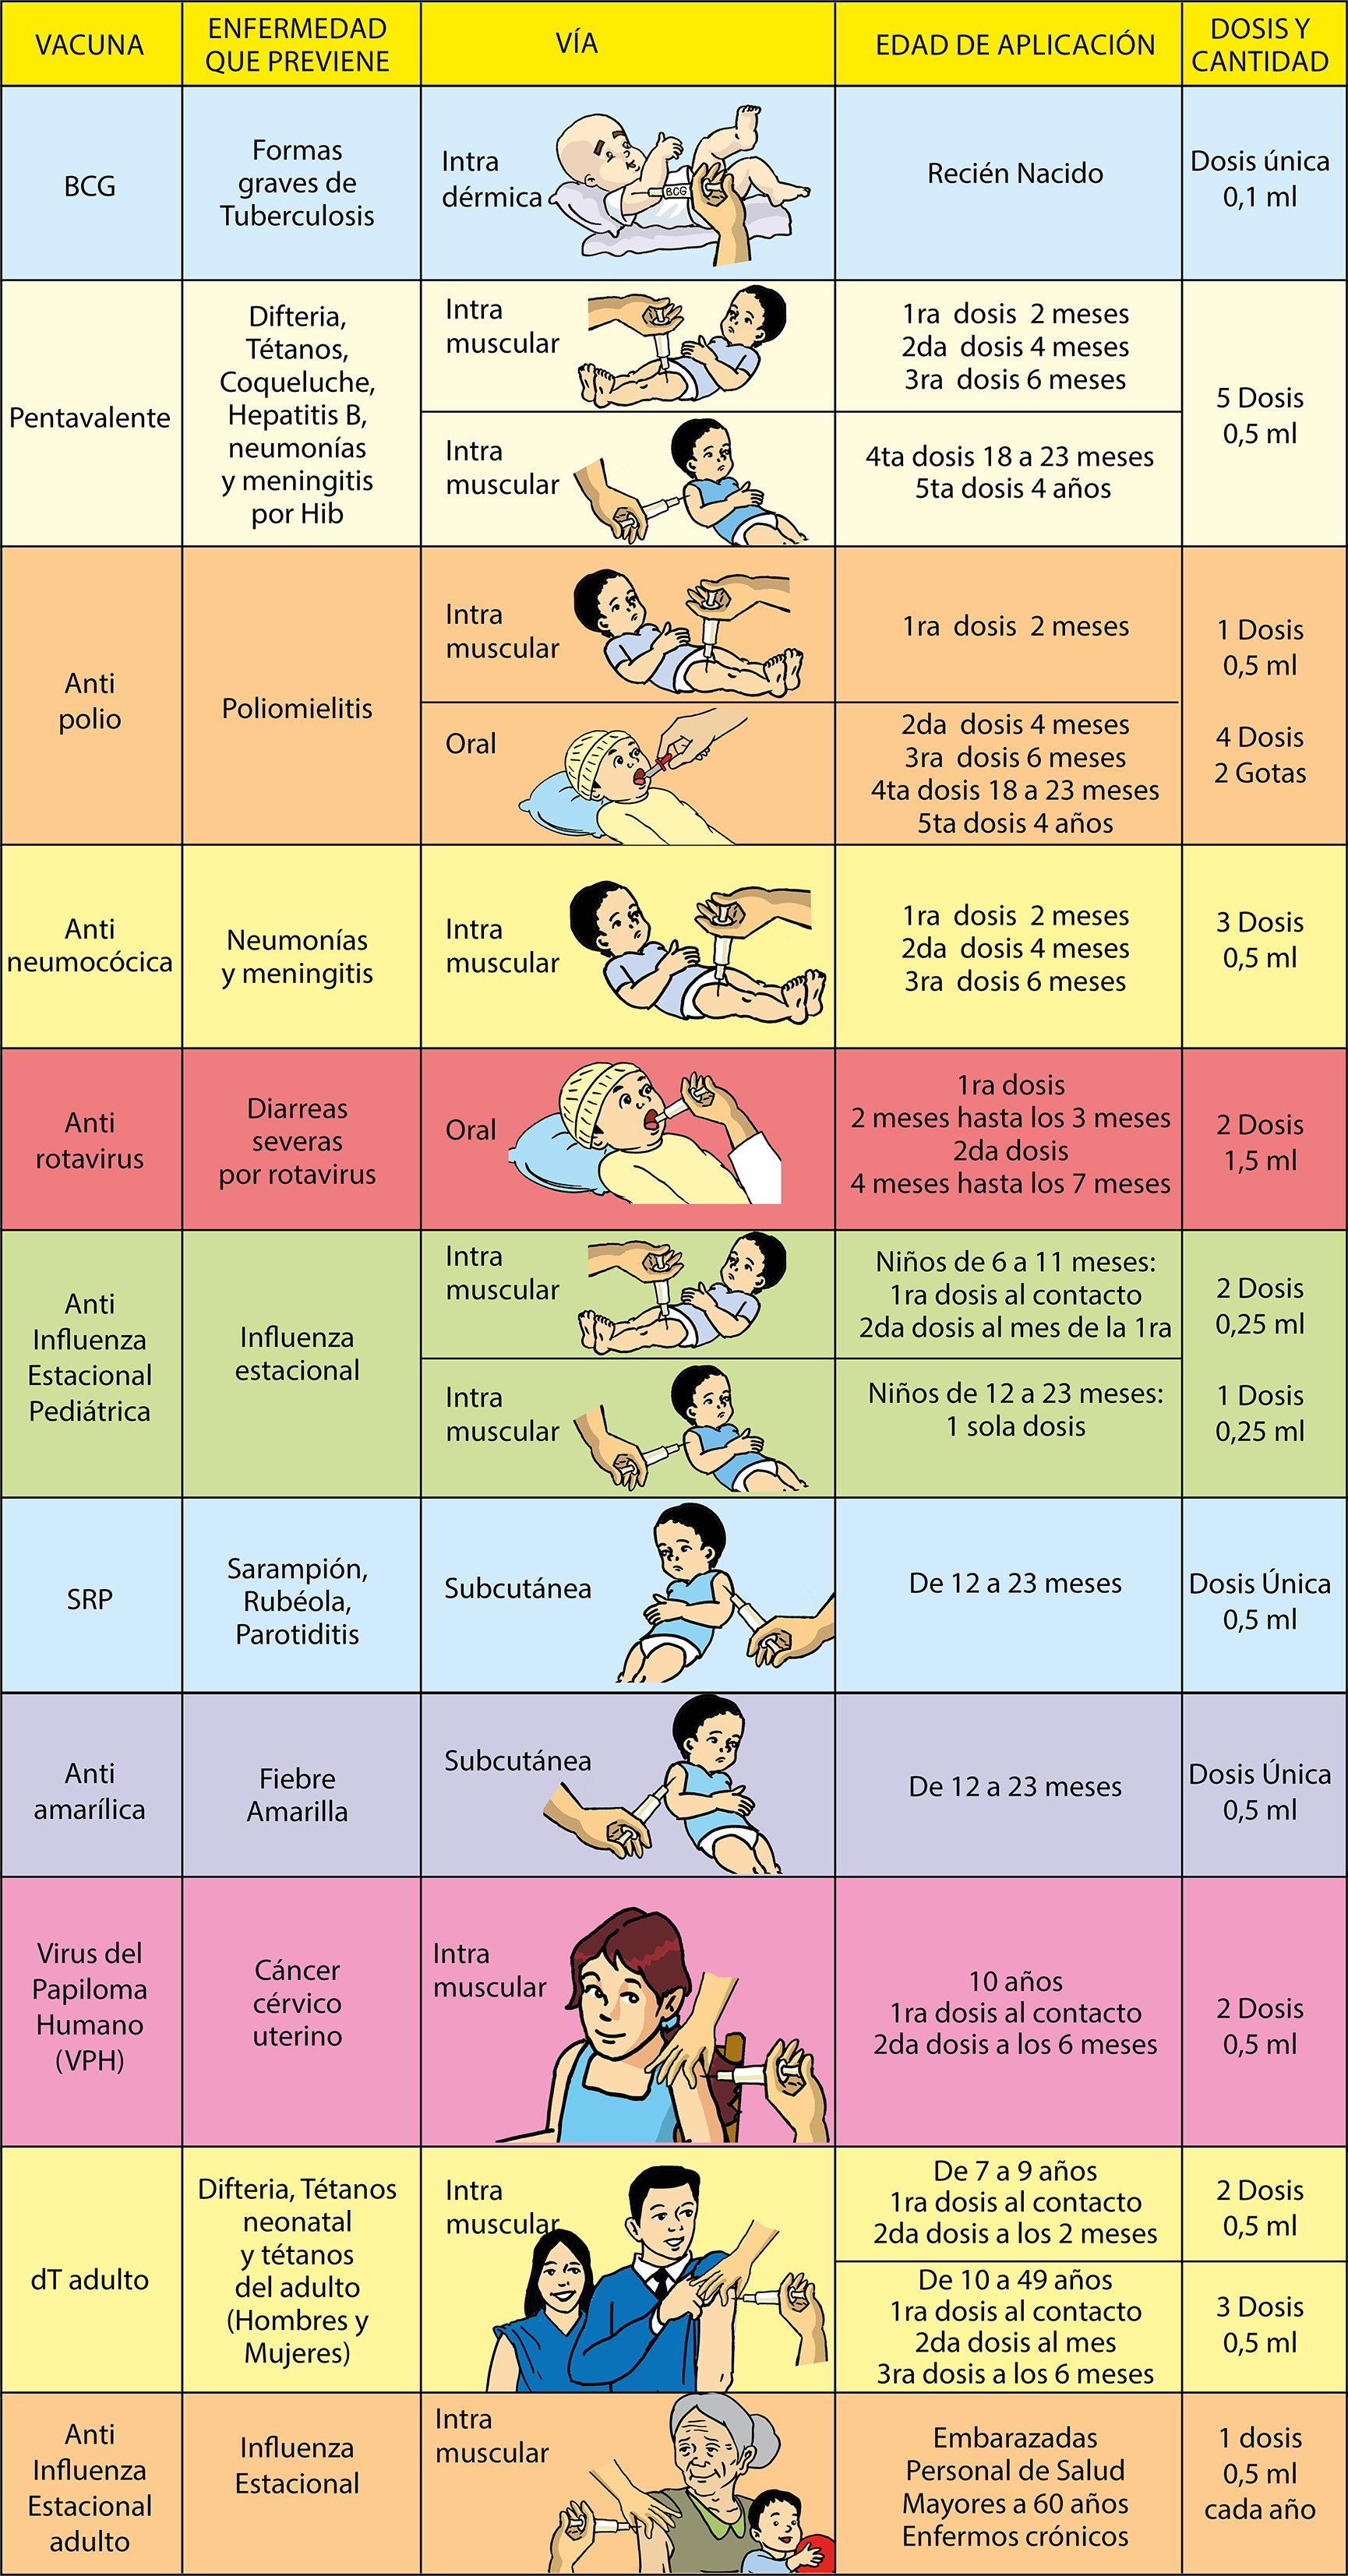 VACUNA
ENFERMEDAD
QUE PREVIENE
VÍA
EDAD DE APLICACIÓN
DOSIS Y
CANTIDAD
BCG
Formas
graves de
Tuberculosis
Intra
dérmica
BCG
Recién Nacido
Dosis única
0,1 ml
Pentavalente
Difteria,
Tétanos,
Coqueluche,
Hepatitis B,
neumonías
y meningitis
por Hib
Intra
muscular
1ra dosis 2 meses
2da dosis 4 meses
3ra dosis 6 meses
Intra
muscular
4ta dosis 18 a 23 meses
5ta dosis 4 años
5 Dosis
0,5 ml
Anti
polio
Poliomielitis
Intra
muscular
1ra dosis 2 meses
1 Dosis
0,5 ml
Oral
2da dosis 4 meses
3ra dosis 6 meses
4ta dosis 18 a 23 meses
5ta dosis 4 años
4 Dosis
2 Gotas
Anti
neumocócica
Neumonías
y meningitis
Intra
muscular
1ra dosis 2 meses
2da dosis 4 meses
3ra dosis 6 meses
3 Dosis
0,5 ml
Anti
rotavirus
Diarreas
severas
por rotavirus
Oral
1ra dosis
2 meses hasta los 3 meses
2da dosis
4 meses hasta los 7 meses
2 Dosis
1,5 ml
Anti
Influenza
Estacional
Pediátrica
Influenza
estacional
Intra
muscular
Niños de 6 a 11 meses:
1ra dosis al contacto
2da dosis al mes de la 1ra
2 Dosis
0,25 ml
Intra
muscular
Niños de 12 a 23 meses:
1 sola dosis
1 Dosis
0,25 ml
SRP
Sarampión,
Rubéola,
Parotiditis
Subcutánea
De 12 a 23 meses
Dosis Única
0,5 ml
Anti
amarílica
Fiebre
Amarilla
Subcutánea
De 12 a 23 meses
Dosis Única
0,5 ml
Virus del
Papiloma
Humano
(VPH)
Cáncer
cérvico
uterino
Intra
muscular
10 años
1ra dosis al contacto
2da dosis a los 6 meses
2 Dosis
0,5 ml
dT adulto
Difteria, Tétanos
neonatal
y tétanos
del adulto
(Hombres y
Mujeres)
Intra
muscular
De 7 a 9 años
1ra dosis al contacto
2da dosis a los 2 meses
2 Dosis
0,5 ml
De 10 a 49 años
1ra dosis al contacto
2da dosis al mes
3ra dosis a los 6 meses
3 Dosis
0,5 ml
Anti
Influenza
Estacional
adulto
Influenza
Estacional
Intra
muscular
Embarazadas
Personal de Salud
Mayores a 60 años
Enfermos crónicos
1 dosis
0,5 ml
cada año